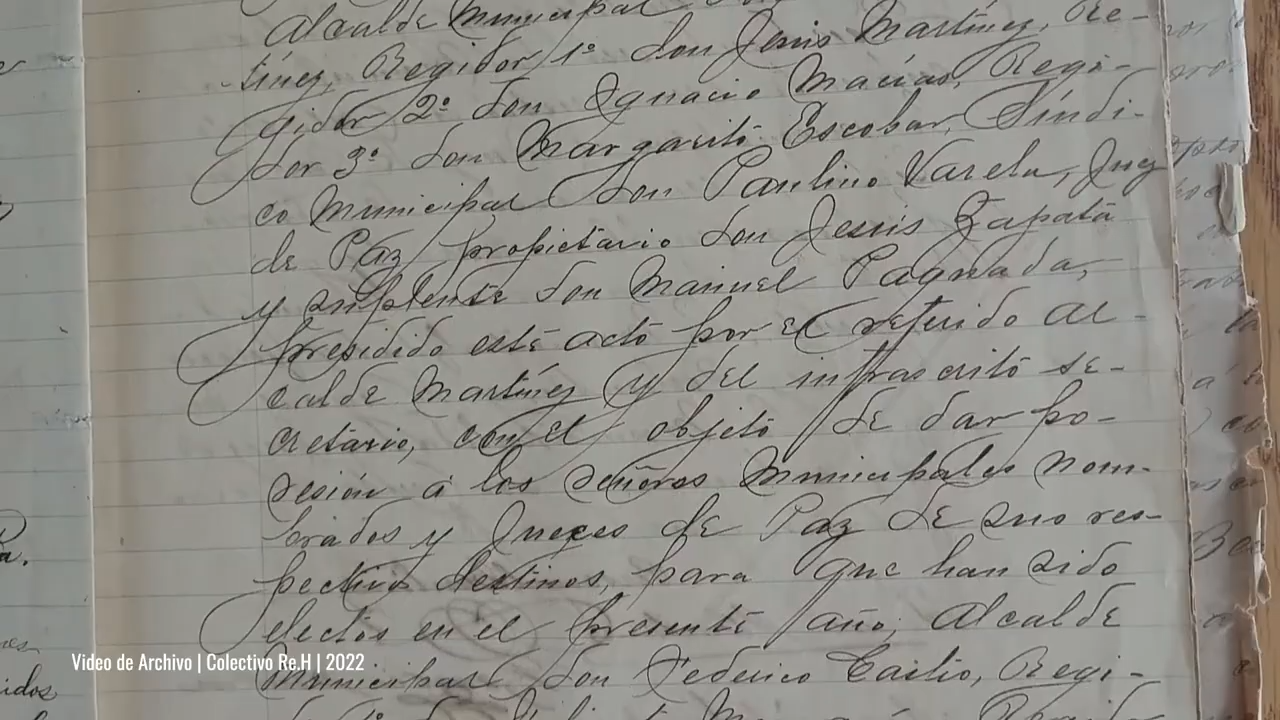 Alcalde Municipal
tínez, Regidor 1º don Jesús Martínez, Re-
gidor 2º don Ignacio Macías, Regi-
dor 3º don Margarito Escobar, Síndi-
co Municipal don Paulino Varela, Juez
de Paz propietario don Jesús Zapata
y suplente don Manuel Paguada,
presidido este acto por el referido Al-
calde Martínez y del infrascrito se-
cretario, con el objeto de dar po-
sesión á los señores Municipales nom-
brados y Jueces de Paz de sus res-
pectivos destinos, para que han sido
electos en el presente año; Alcalde
Municipal don Federico Castro, Regi-
Video de Archivo | Colectivo Re.H | 2022